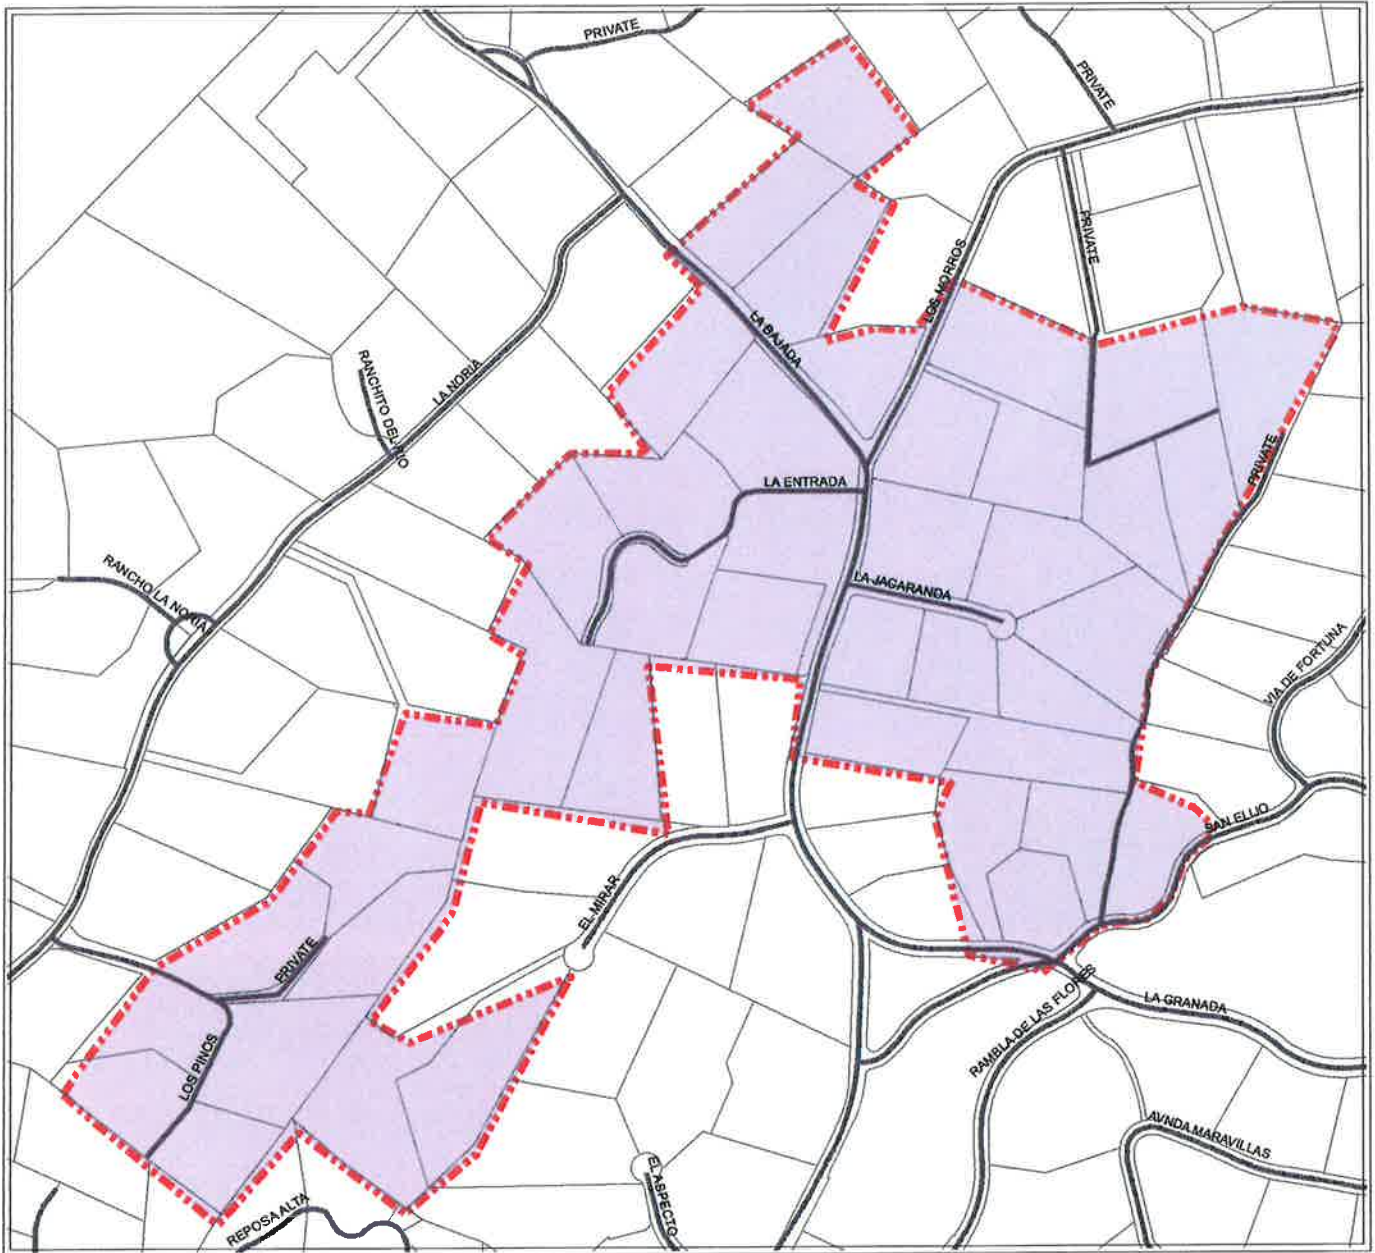 PRIVATE
PRIVATE
PRIVATE
LOS MORROS
LA BAJADA
RANCHITO DEL RIO
LA NORIA
PRIVATE
LA ENTRADA
RANCHO LA NORIA
LA JACARANDA
VIA DE FORTUNA
SAN ELIJO
EL MIRAR
PRIVATE
LA GRANADA
RAMBLA DE LAS FLORES
LOS PINOS
AVNDA MARAVILLAS
EL ASPECTO
REPOSA ALTA